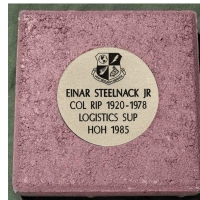 EINAR STEELNACK JR
COL RIP 1920-1978
LOGISTICS SUP
HOH 1985